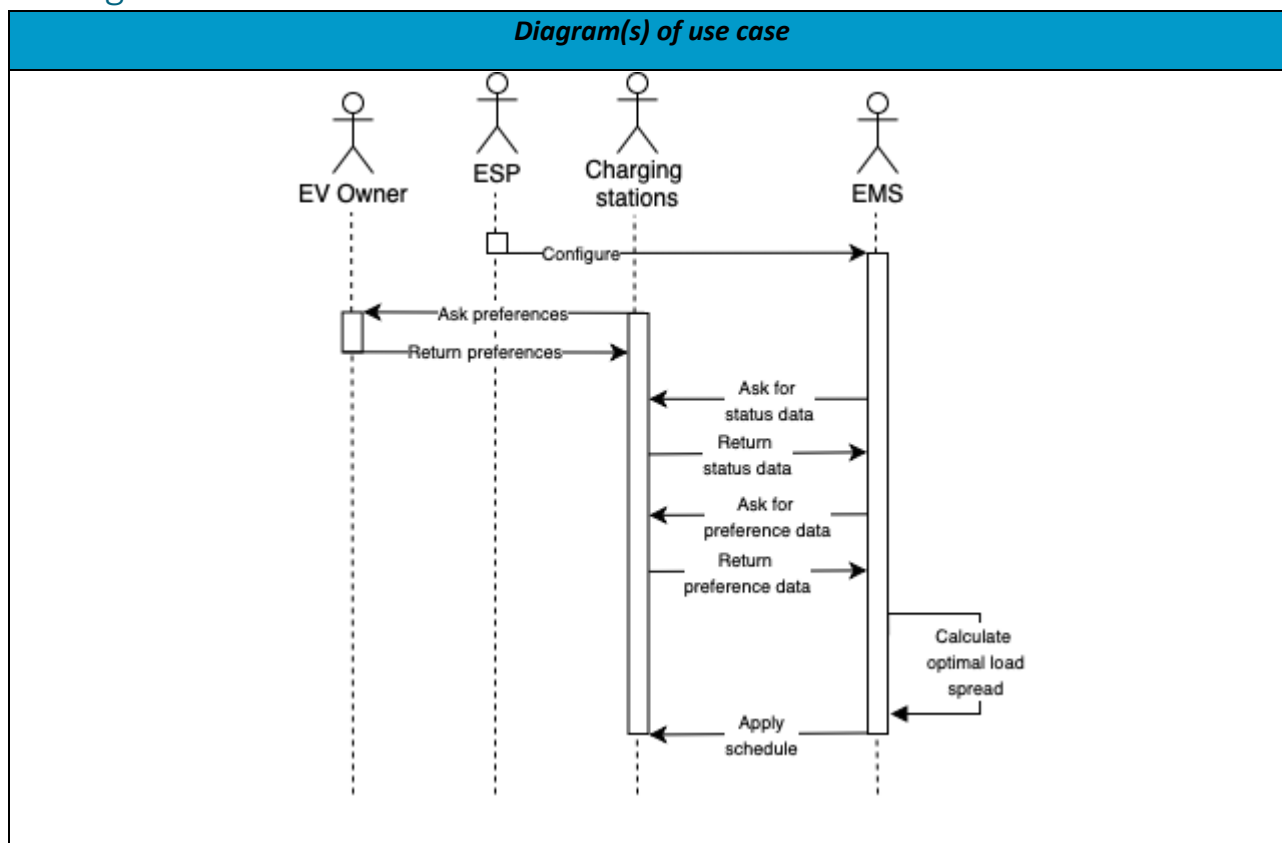 Diagram(s) of use case
EV Owner
ESP
Charging
stations
EMS
Configure
Ask preferences
Return preferences
Ask for
status data
Return
status data
Ask for
preference data
Return
preference data
Calculate
optimal load
spread
Apply
schedule